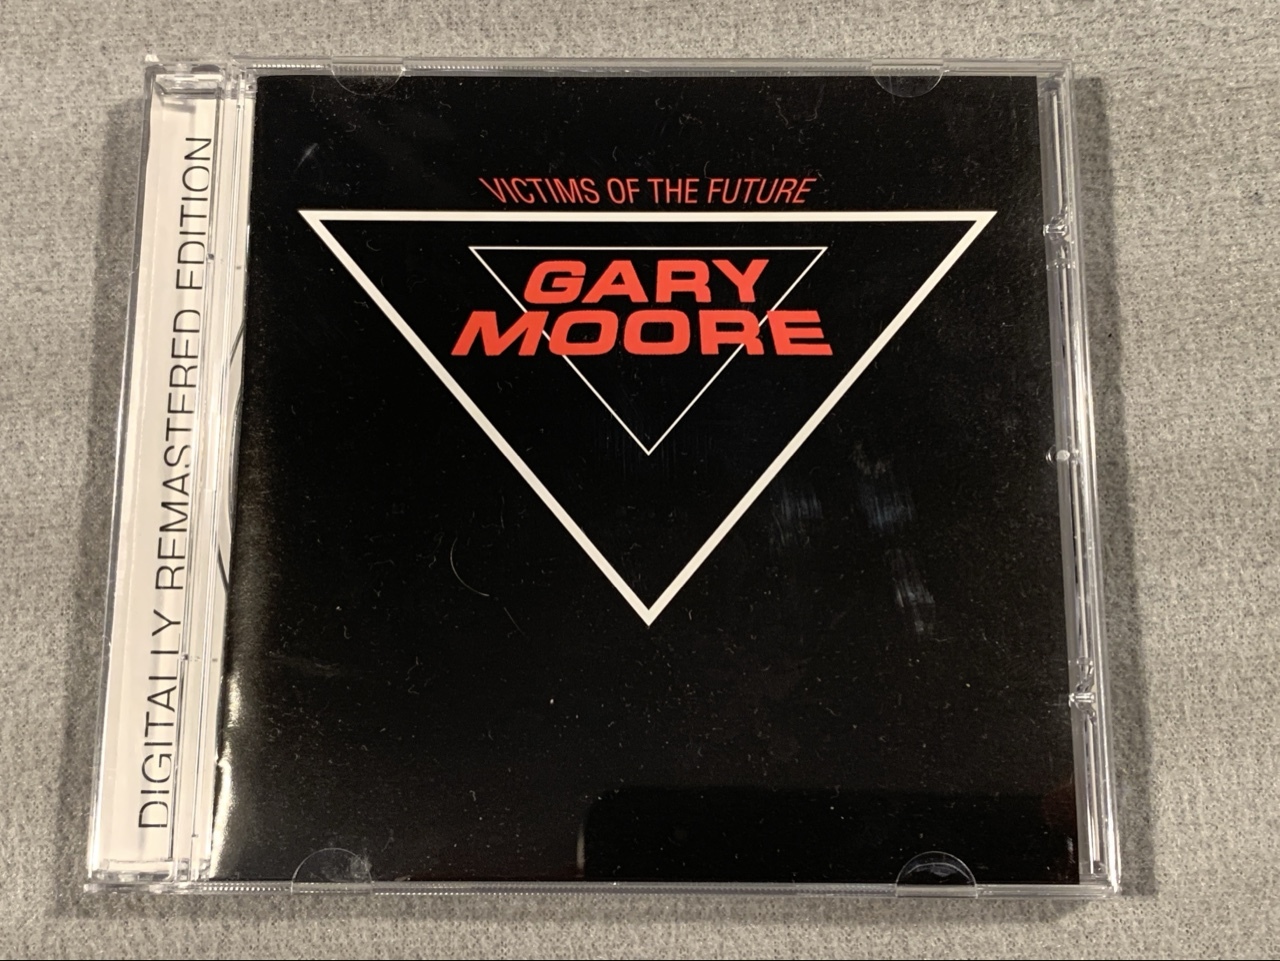 DIGITALLY REMASTERED EDITION
VICTIMS OF THE FUTURE
GARY
MOORE